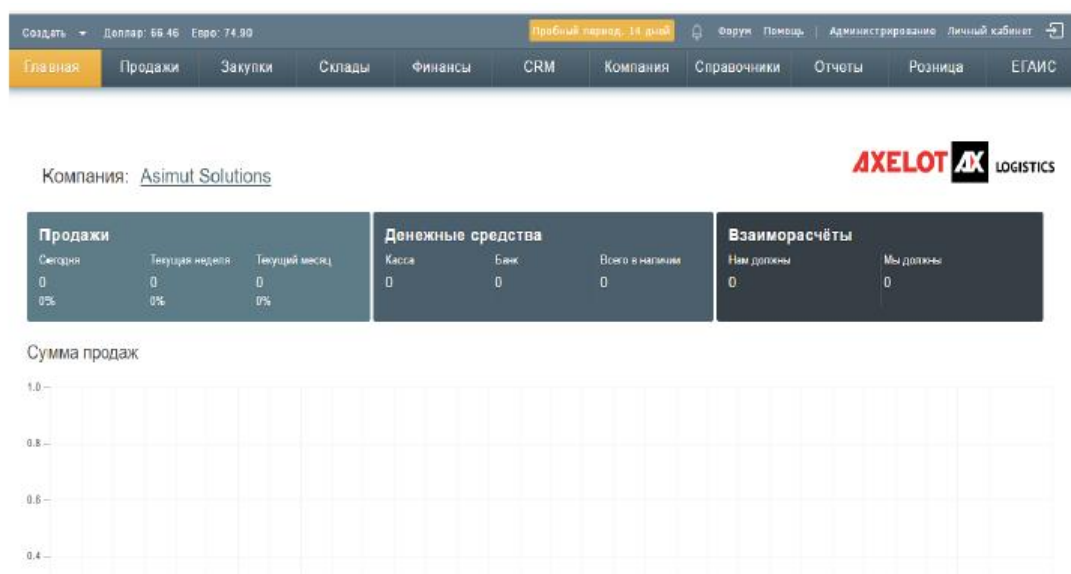 Создать Доллар: 66.46 Евро: 74.90 Пробный период, 14 дней Форум Помощь | Администрирование Личный кабинет
Главная Продажи Закупки Склады Финансы CRM Компания Справочники Отчеты Розница ЕГАИС
AXELOT AX LOGISTICS
Компания: Asimut Solutions
Продажи Денежные средства Взаиморасчёты
Сегодня Текущая неделя Текущий месяц Касса Банк Всего в наличии Нам должны Мы должны
0 0 0 0 0 0 0 0
0% 0% 0%
Сумма продаж
1.0
0.8
0.6
0.4